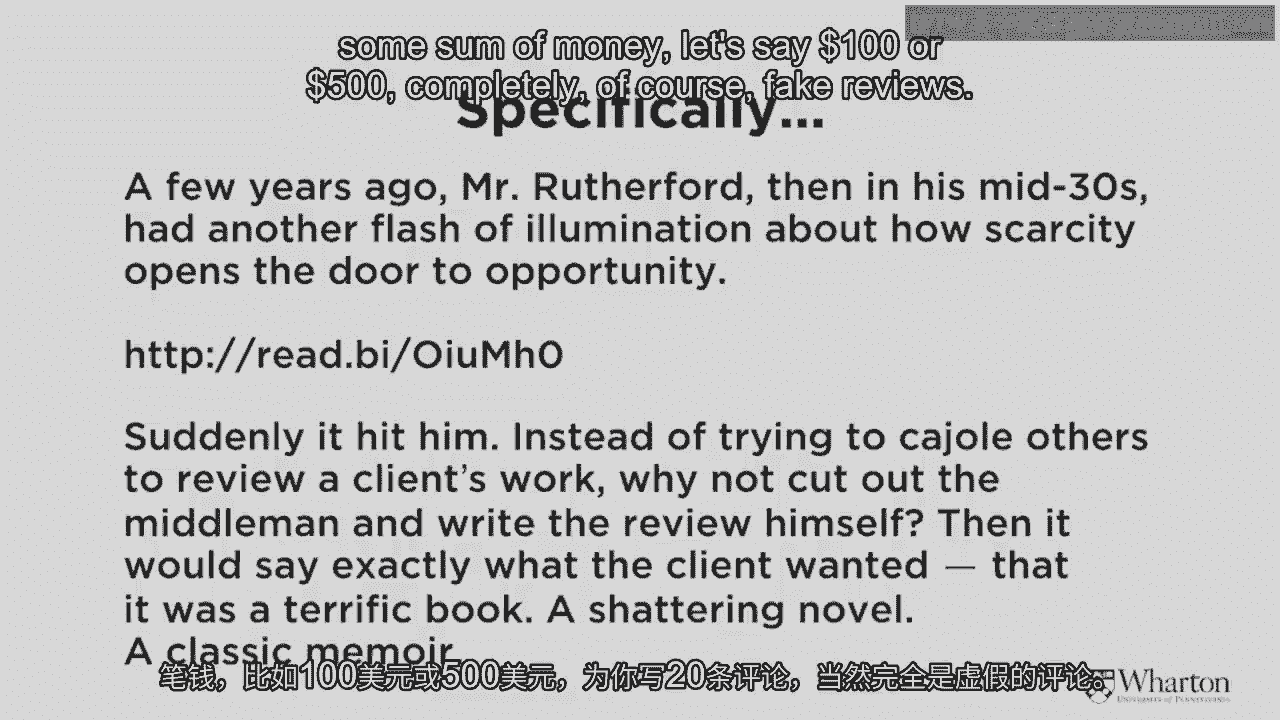 some sum of money, let's say $100 or
$500, completely, of course, fake reviews.
Specifically...
A few years ago, Mr. Rutherford, then in his mid-30s,
had another flash of illumination about how scarcity
opens the door to opportunity.
http://read.bi/OiuMh0
Suddenly it hit him. Instead of trying to cajole others
to review a client's work, why not cut out the
middleman and write the review himself? Then it
would say exactly what the client wanted — that
it was a terrific book. A shattering novel.
A classic memoir
笔钱，比如100美元或500美元，为你写20条评论，当然完全是虚假的评论。
Wharton
UNIVERSITY of PENNSYLVANIA